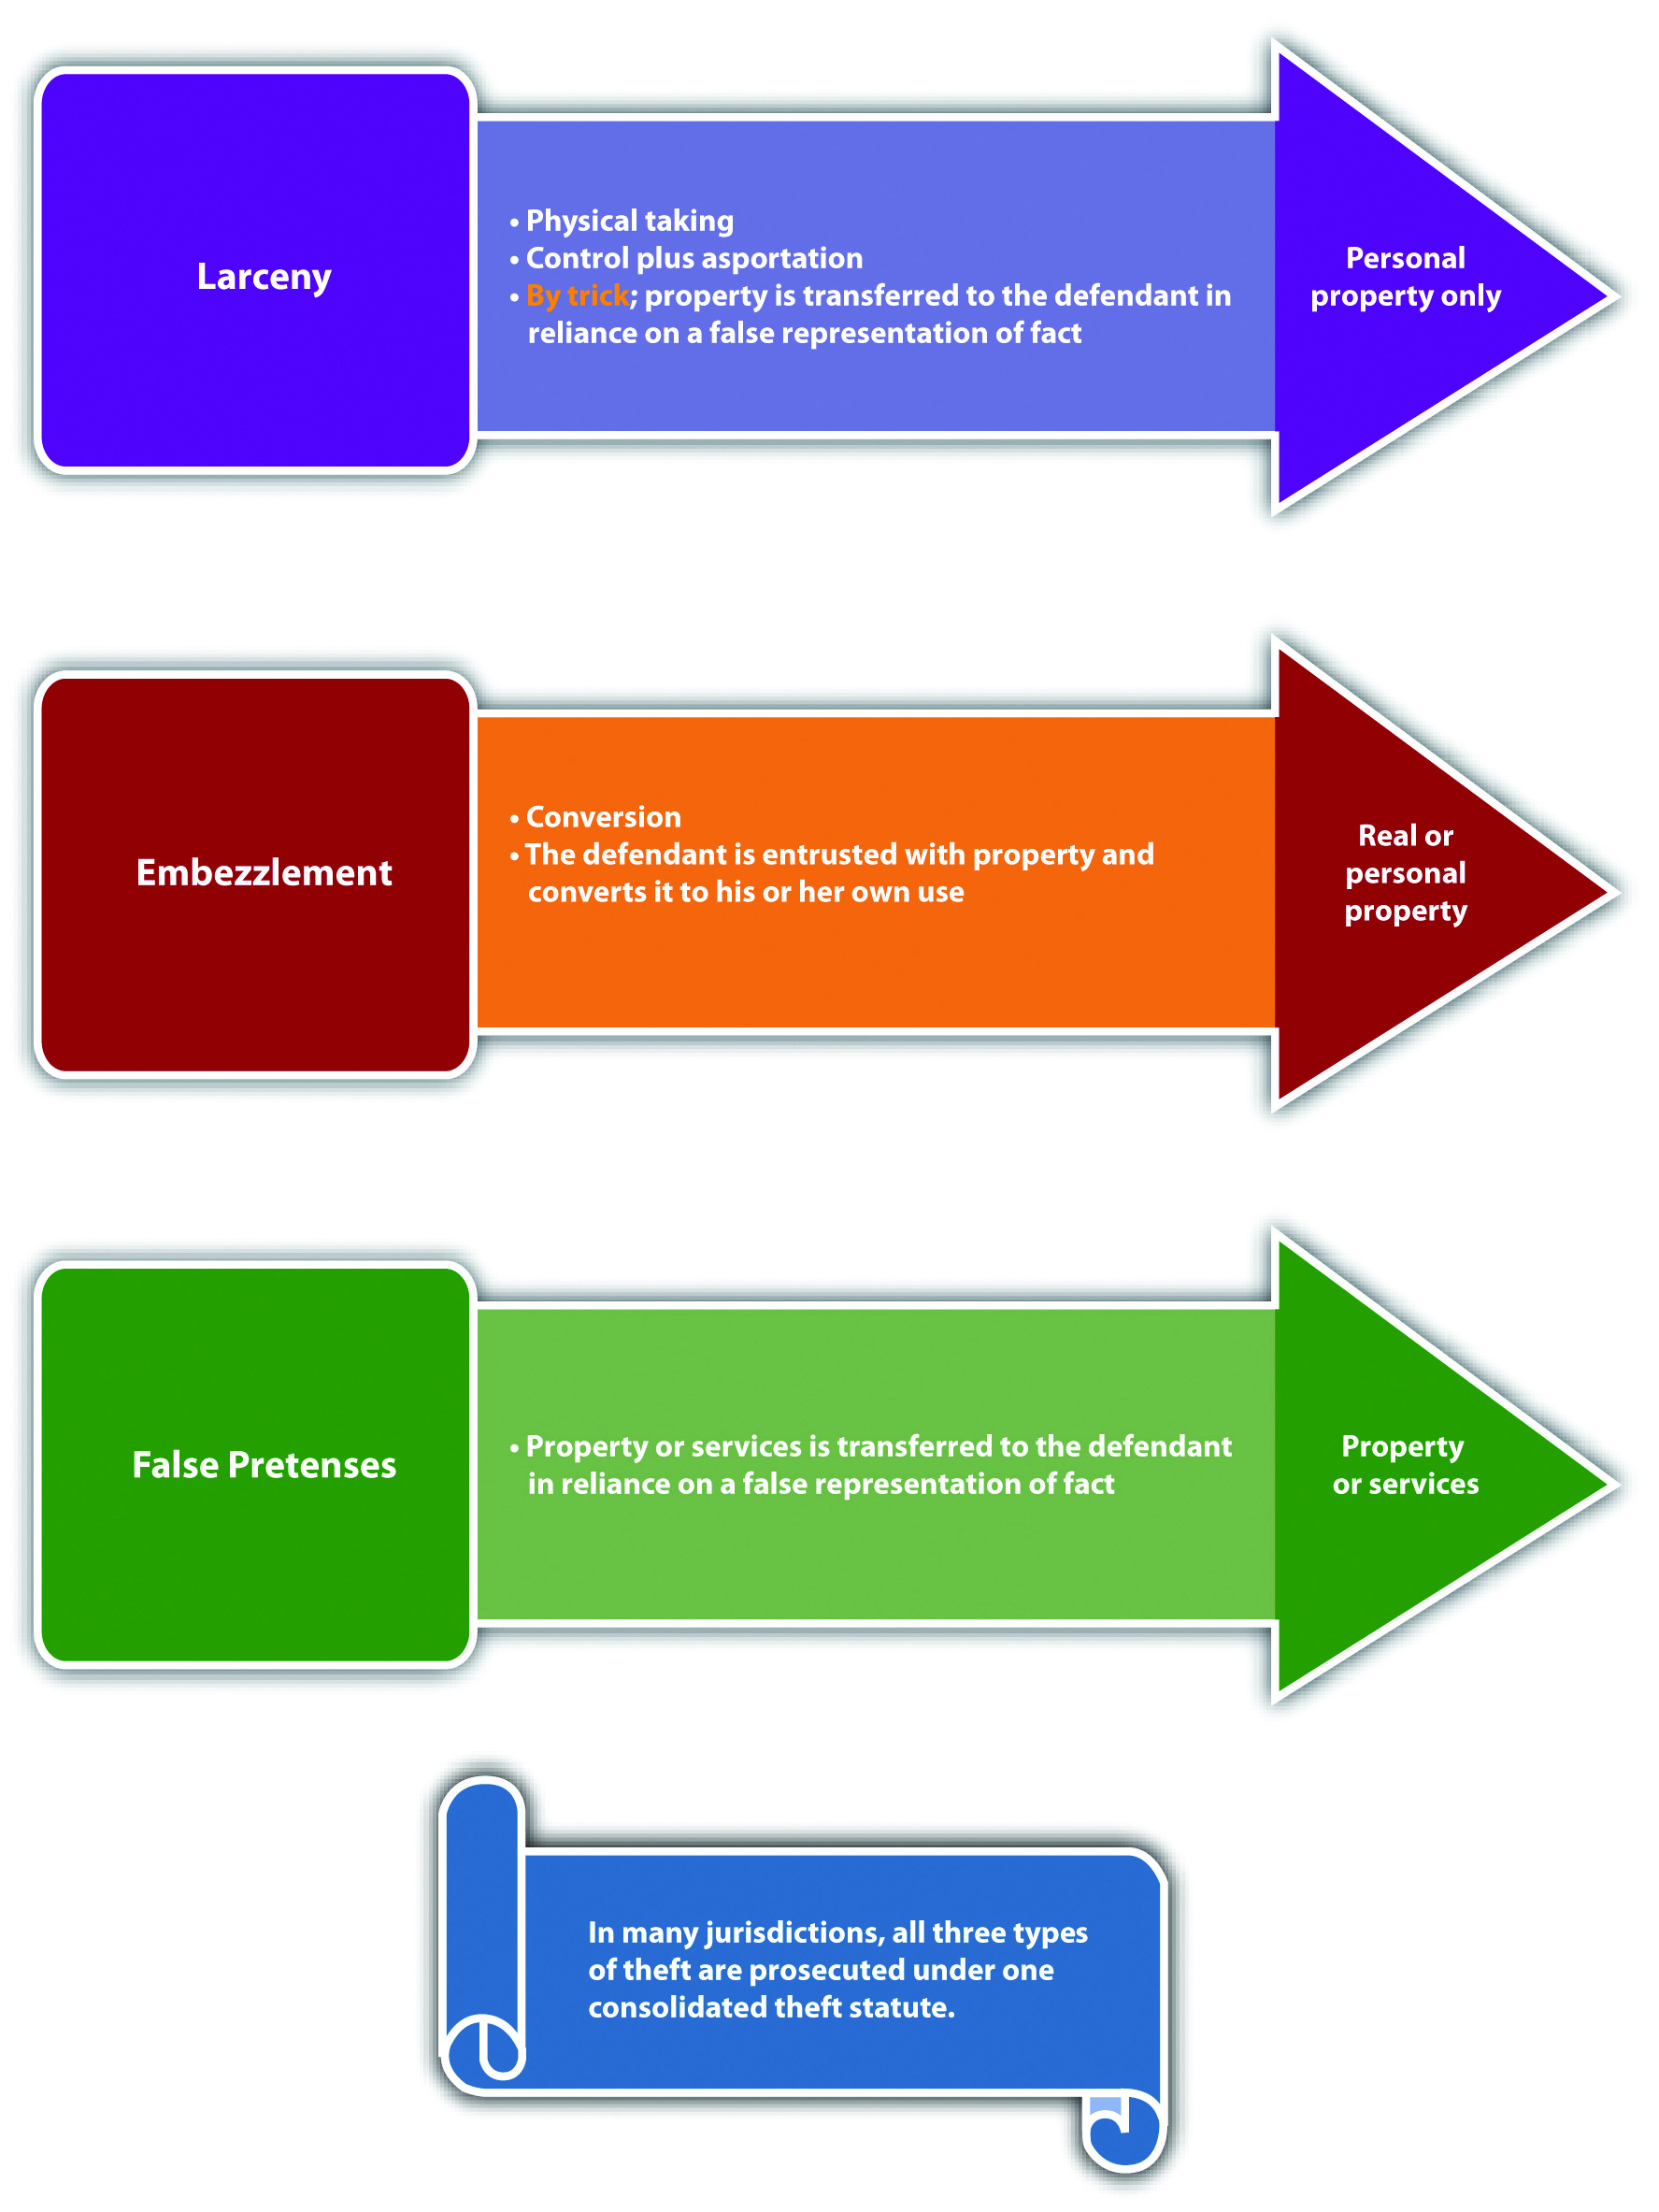 Larceny
• Physical taking
• Control plus asportation
• By trick; property is transferred to the defendant in
reliance on a false representation of fact
Personal
property only
Embezzlement
• Conversion
• The defendant is entrusted with property and
converts it to his or her own use
Real or
personal
property
False Pretenses
• Property or services is transferred to the defendant
in reliance on a false representation of fact
Property
or services
In many jurisdictions, all three types
of theft are prosecuted under one
consolidated theft statute.